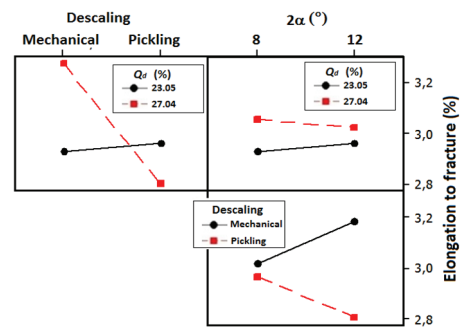 Descaling
2α (°)
Mechanical Pickling
8 12
Qd (%)
23.05
27.04
Qd (%)
23.05
27.04
3,2
3,0
2,8
Descaling
Mechanical
Pickling
3,2
3,0
2,8
Elongation to fracture (%)